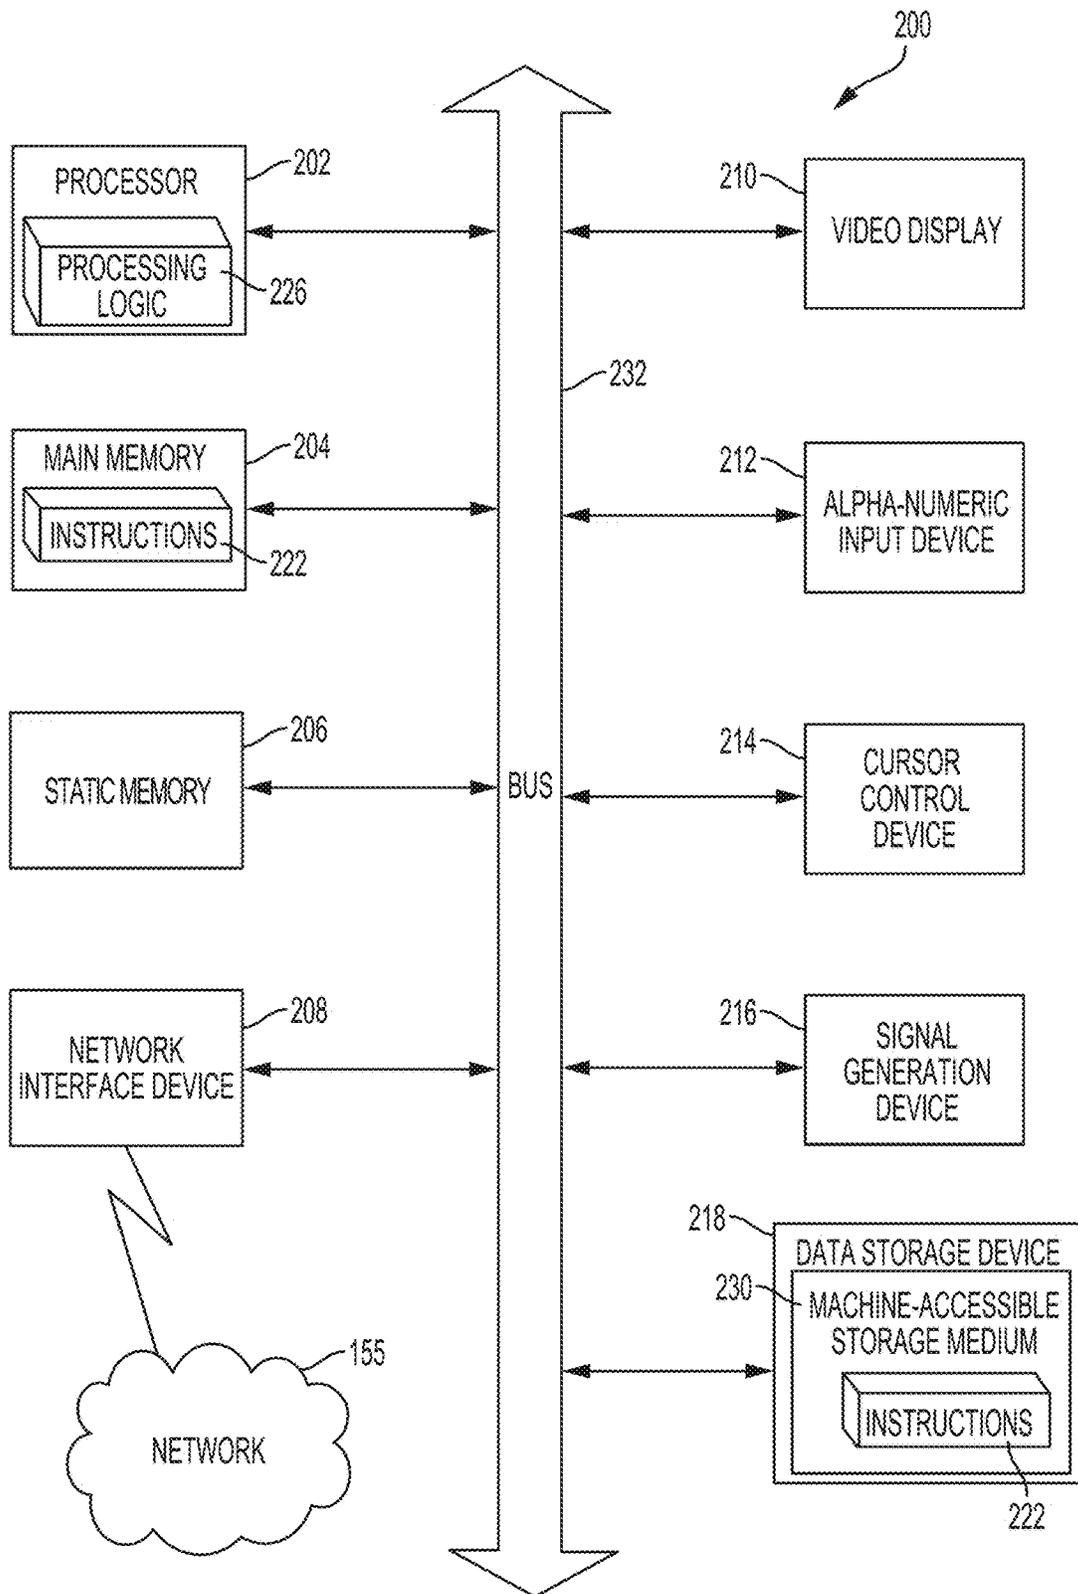 200
PROCESSOR
202
PROCESSING
LOGIC
226
MAIN MEMORY
204
INSTRUCTIONS
222
STATIC MEMORY
206
NETWORK
INTERFACE DEVICE
208
NETWORK
155
BUS
232
210
VIDEO DISPLAY
212
ALPHA-NUMERIC
INPUT DEVICE
214
CURSOR
CONTROL
DEVICE
216
SIGNAL
GENERATION
DEVICE
218
DATA STORAGE DEVICE
230
MACHINE-ACCESSIBLE
STORAGE MEDIUM
INSTRUCTIONS
222